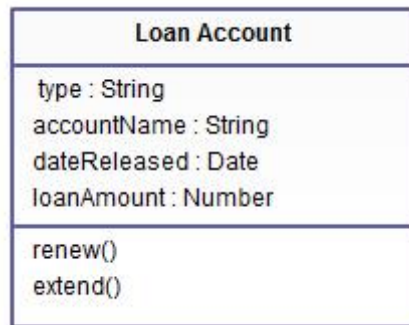 Loan Account
type : String
accountName : String
dateReleased : Date
loanAmount : Number
renew()
extend()